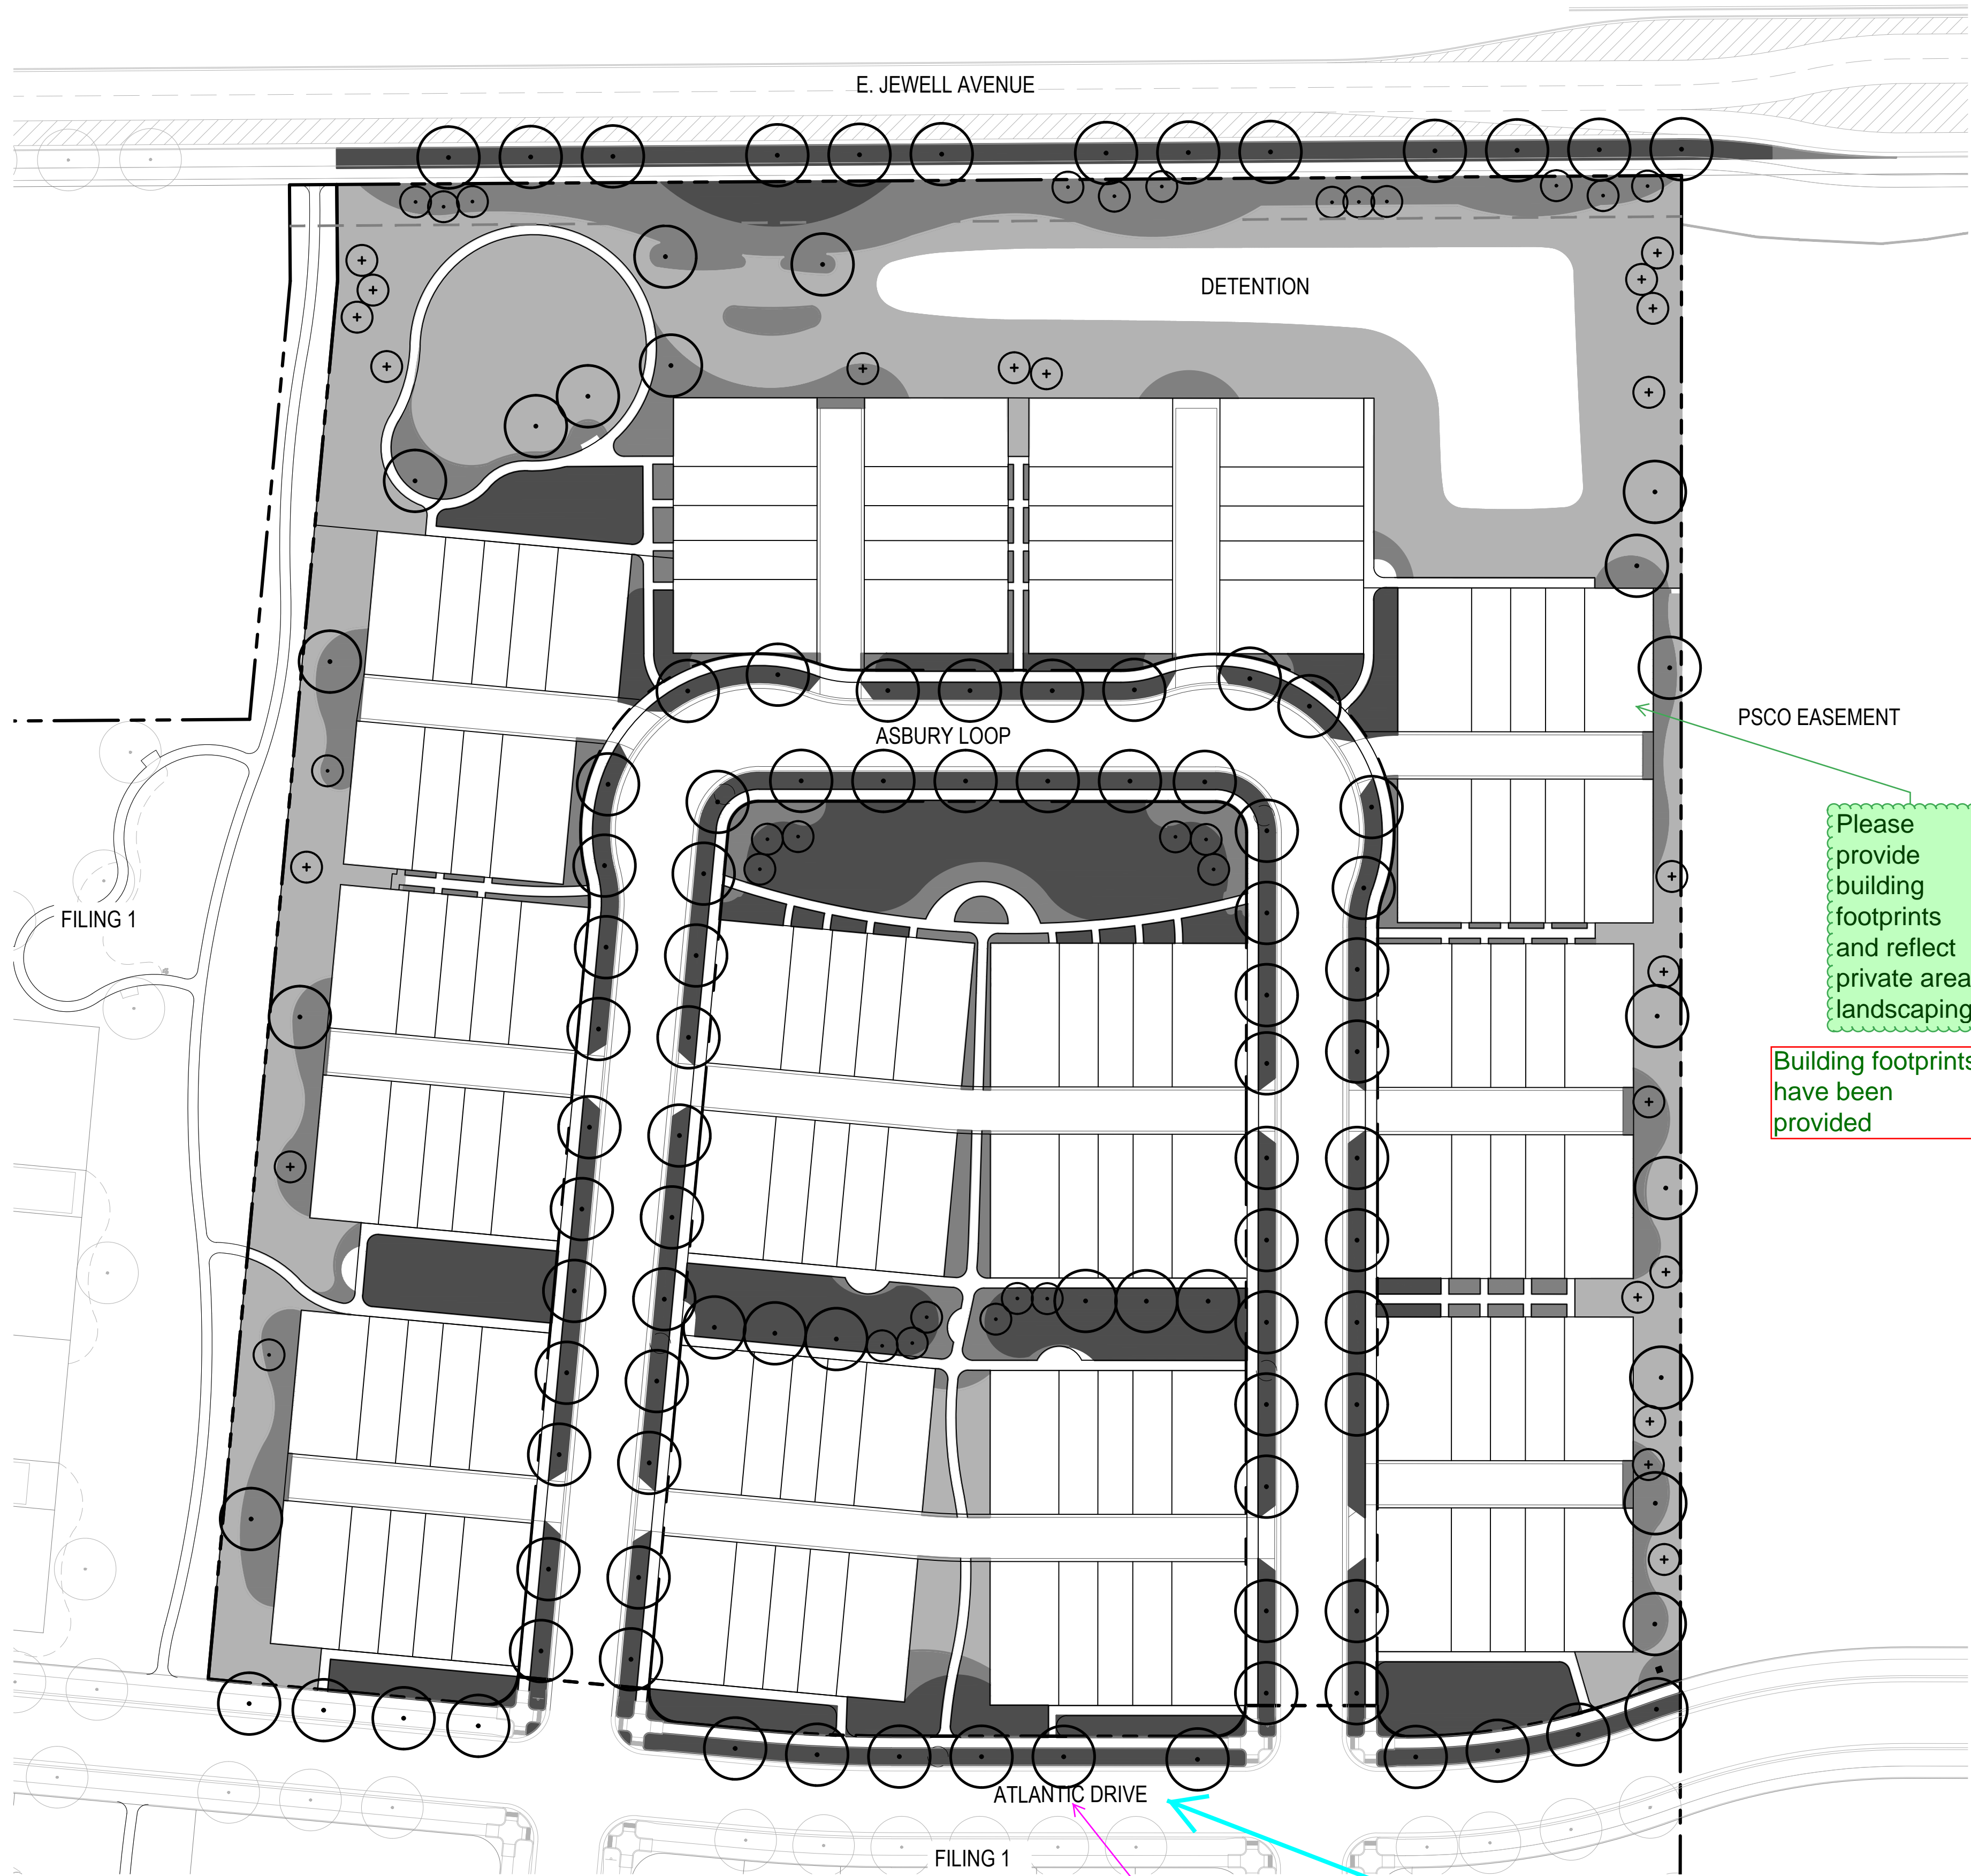 E. JEWELL AVENUE
DETENTION
PSCO EASEMENT
ASBURY LOOP
Please
provide
building
footprints
and reflect
private area
landscaping
FILING 1
Building footprints
have been
provided
ATLANTIC DRIVE
FILING 1